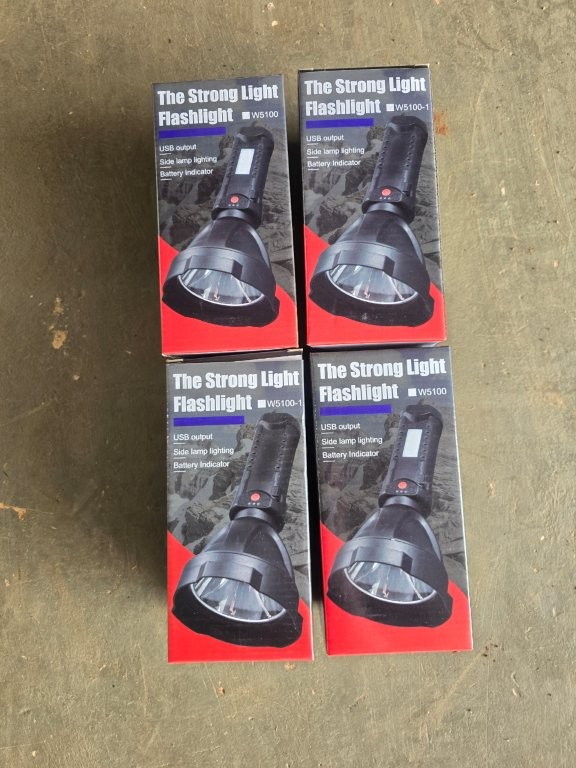 The Strong Light
Flashlight W5100
USB output
Side lamp lighting
Battery Indicator
The Strong Light
Flashlight W5100-1
USB output
Side lamp lighting
Battery Indicator
The Strong Light
Flashlight W5100-1
USB output
Side lamp lighting
Battery Indicator
The Strong Light
Flashlight W5100
USB output
Side lamp lighting
Battery Indicator